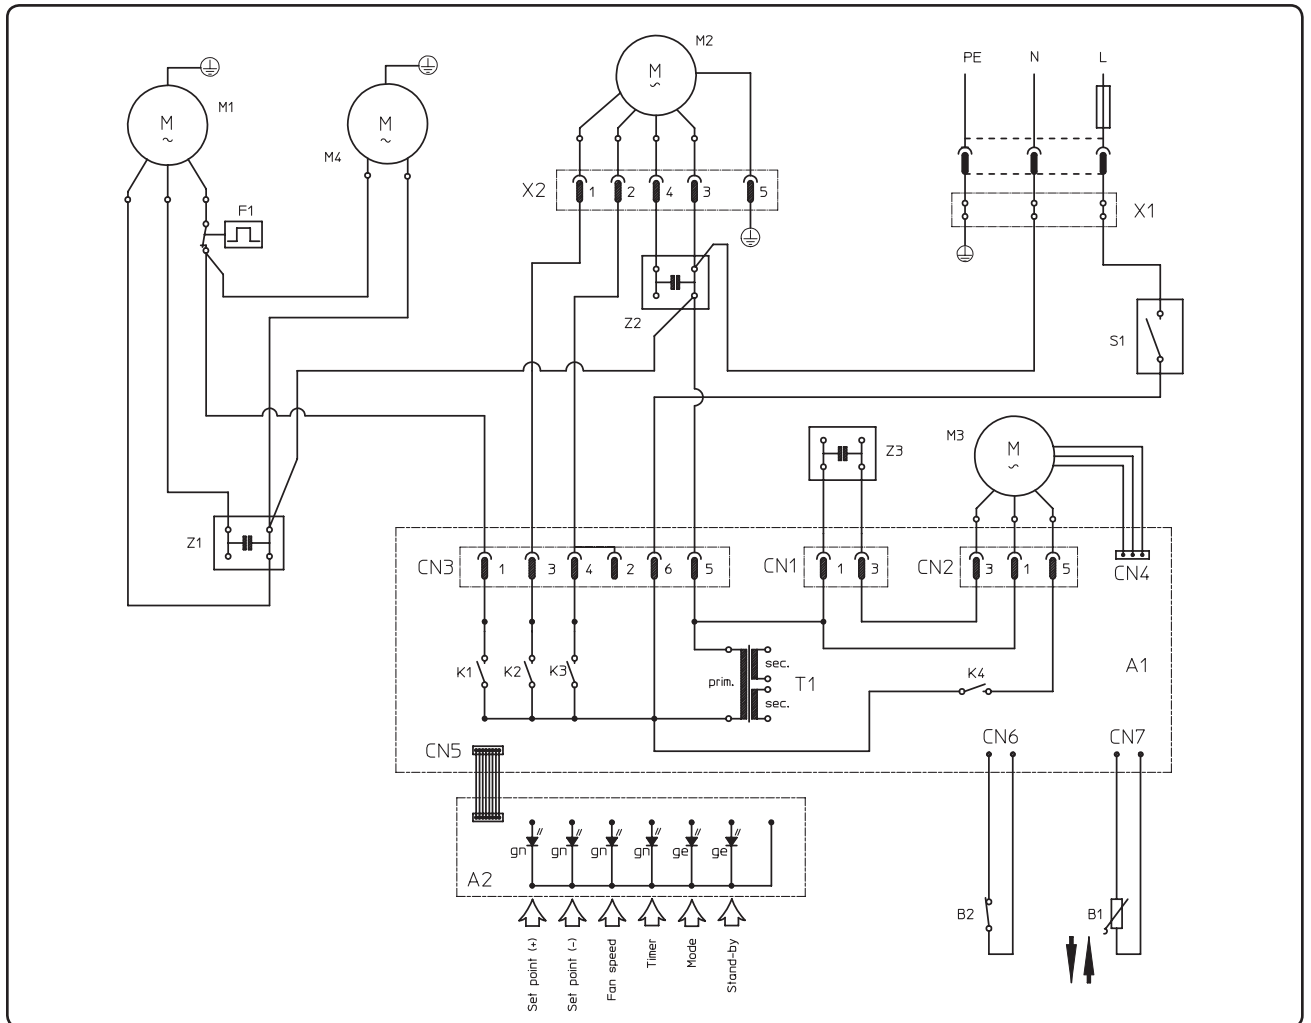 M1
M
~
F1
M4
M
~
M2
M
~
X2
1
2
4
3
5
Z2
PE
N
L
X1
S1
Z1
Z3
M3
M
~
CN3
1
3
4
2
6
5
CN1
1
3
CN2
3
1
5
CN4
K1
K2
K3
prim.
sec.
sec.
T1
K4
A1
CN5
CN6
CN7
gn
gn
gn
gn
ge
ge
A2
Set point (+)
Set point (-)
Fan speed
Timer
Mode
Stand-by
B2
B1